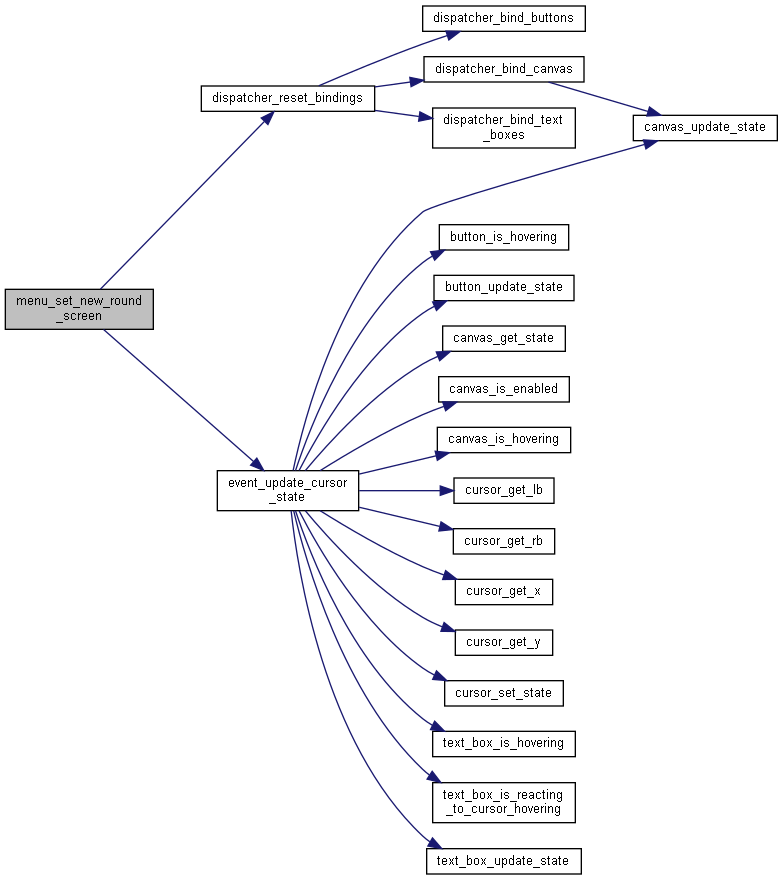 dispatcher_bind_buttons
dispatcher_bind_canvas
dispatcher_reset_bindings
dispatcher_bind_text
_boxes
canvas_update_state
button_is_hovering
button_update_state
menu_set_new_round
_screen
canvas_get_state
canvas_is_enabled
canvas_is_hovering
event_update_cursor
_state
cursor_get_lb
cursor_get_rb
cursor_get_x
cursor_get_y
cursor_set_state
text_box_is_hovering
text_box_is_reacting
_to_cursor_hovering
text_box_update_state